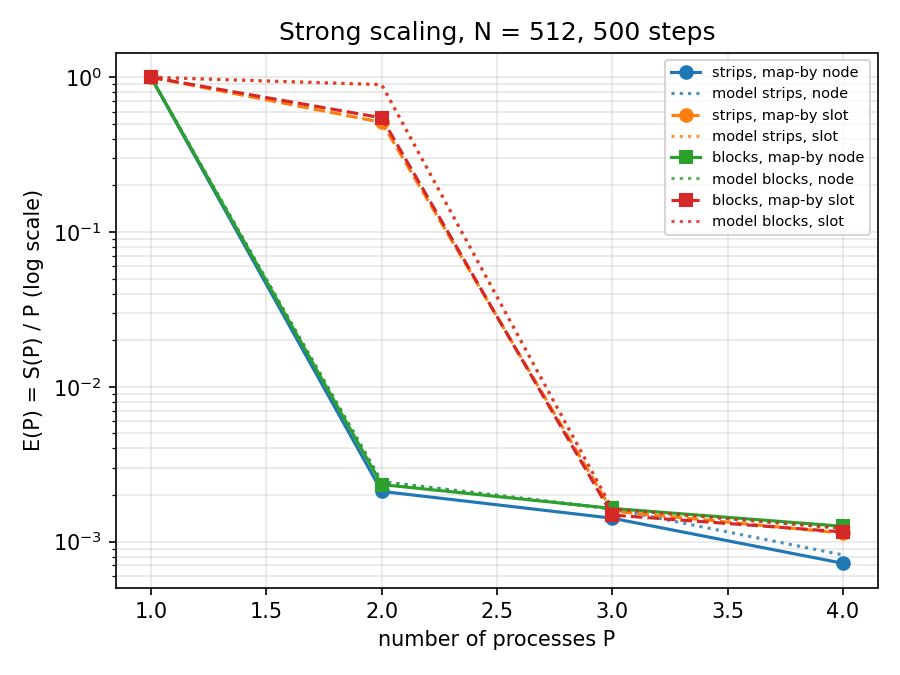 Strong scaling, N = 512, 500 steps
E(P) = S(P) / P (log scale)
10⁰
10⁻¹
10⁻²
10⁻³
strips, map-by node
model strips, node
strips, map-by slot
model strips, slot
blocks, map-by node
model blocks, node
blocks, map-by slot
model blocks, slot
1.0 1.5 2.0 2.5 3.0 3.5 4.0
number of processes P